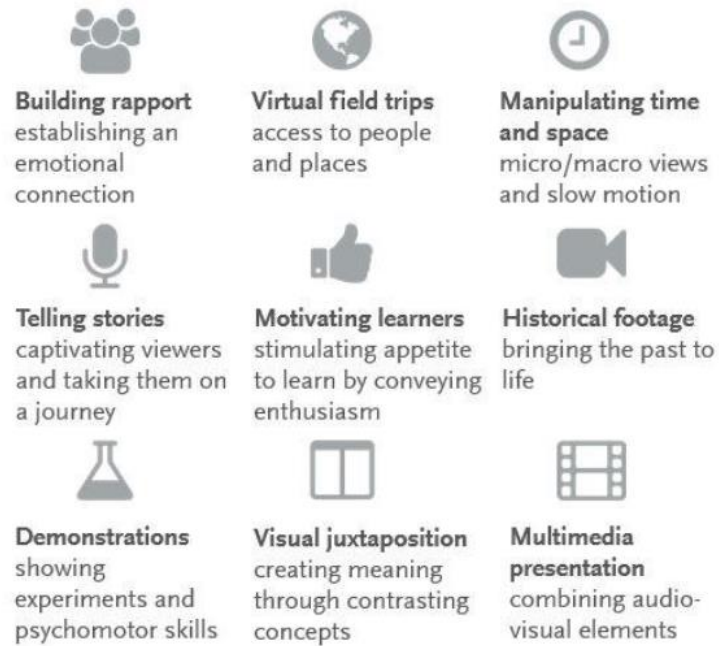 Building rapport
establishing an
emotional
connection
Virtual field trips
access to people
and places
Manipulating time
and space
micro/macro views
and slow motion
Telling stories
captivating viewers
and taking them on
a journey
Motivating learners
stimulating appetite
to learn by conveying
enthusiasm
Historical footage
bringing the past to
life
Demonstrations
showing
experiments and
psychomotor skills
Visual juxtaposition
creating meaning
through contrasting
concepts
Multimedia
presentation
combining audio-
visual elements